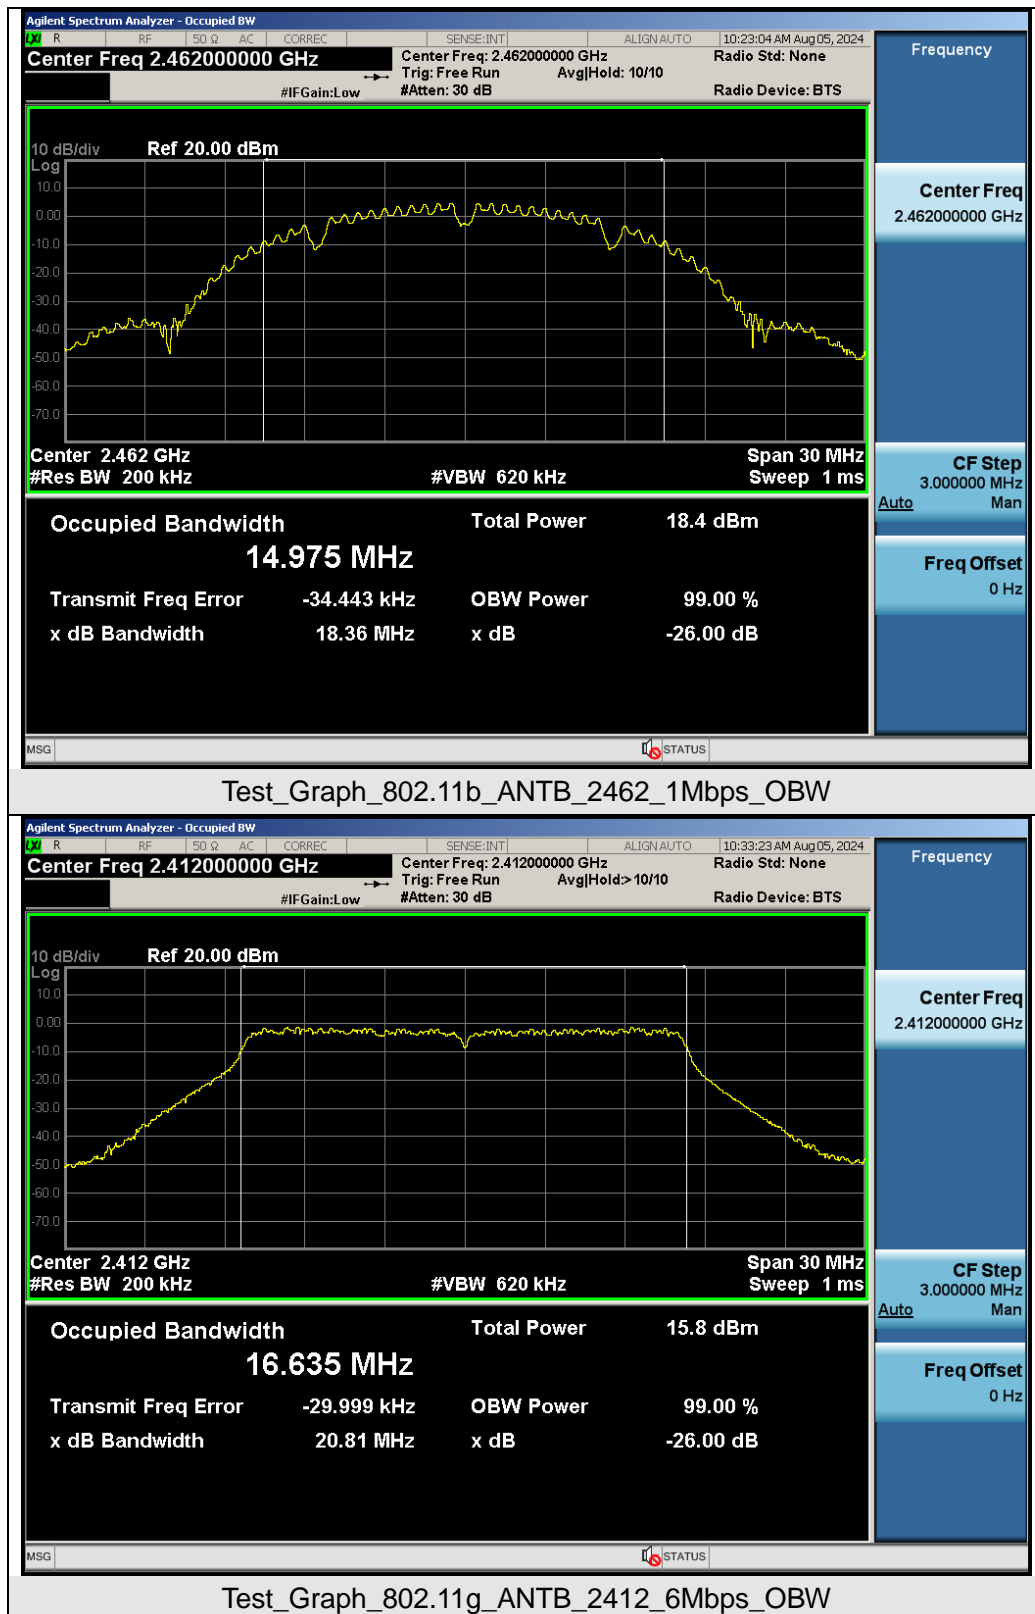 Agilent Spectrum Analyzer - Occupied BW
LXI R RF 50 Ω AC CORREC SENSE:INT ALIGN AUTO 10:23:04 AM Aug 05, 2024
Center Freq 2.462000000 GHz
Center Freq: 2.462000000 GHz
Radio Std: None
Trig: Free Run Avg|Hold: 10/10
#IFGain:Low
#Atten: 30 dB
Radio Device: BTS
Frequency
10 dB/div Ref 20.00 dBm
Log
10.0
0.00
-10.0
-20.0
-30.0
-40.0
-50.0
-60.0
-70.0
Center Freq
2.462000000 GHz
Center 2.462 GHz
Span 30 MHz
#Res BW 200 kHz
#VBW 620 kHz
Sweep 1 ms
CF Step
3.000000 MHz
Auto Man
Occupied Bandwidth
Total Power 18.4 dBm
14.975 MHz
Freq Offset
0 Hz
Transmit Freq Error -34.443 kHz OBW Power 99.00 %
x dB Bandwidth 18.36 MHz x dB -26.00 dB
MSG STATUS
Test_Graph_802.11b_ANTB_2462_1Mbps_OBW
Agilent Spectrum Analyzer - Occupied BW
LXI R RF 50 Ω AC CORREC SENSE:INT ALIGN AUTO 10:33:23 AM Aug 05, 2024
Center Freq 2.412000000 GHz
Center Freq: 2.412000000 GHz
Radio Std: None
Trig: Free Run Avg|Hold:> 10/10
#IFGain:Low
#Atten: 30 dB
Radio Device: BTS
Frequency
10 dB/div Ref 20.00 dBm
Log
10.0
0.00
-10.0
-20.0
-30.0
-40.0
-50.0
-60.0
-70.0
Center Freq
2.412000000 GHz
Center 2.412 GHz
Span 30 MHz
#Res BW 200 kHz
#VBW 620 kHz
Sweep 1 ms
CF Step
3.000000 MHz
Auto Man
Occupied Bandwidth
Total Power 15.8 dBm
16.635 MHz
Freq Offset
0 Hz
Transmit Freq Error -29.999 kHz OBW Power 99.00 %
x dB Bandwidth 20.81 MHz x dB -26.00 dB
MSG STATUS
Test_Graph_802.11g_ANTB_2412_6Mbps_OBW